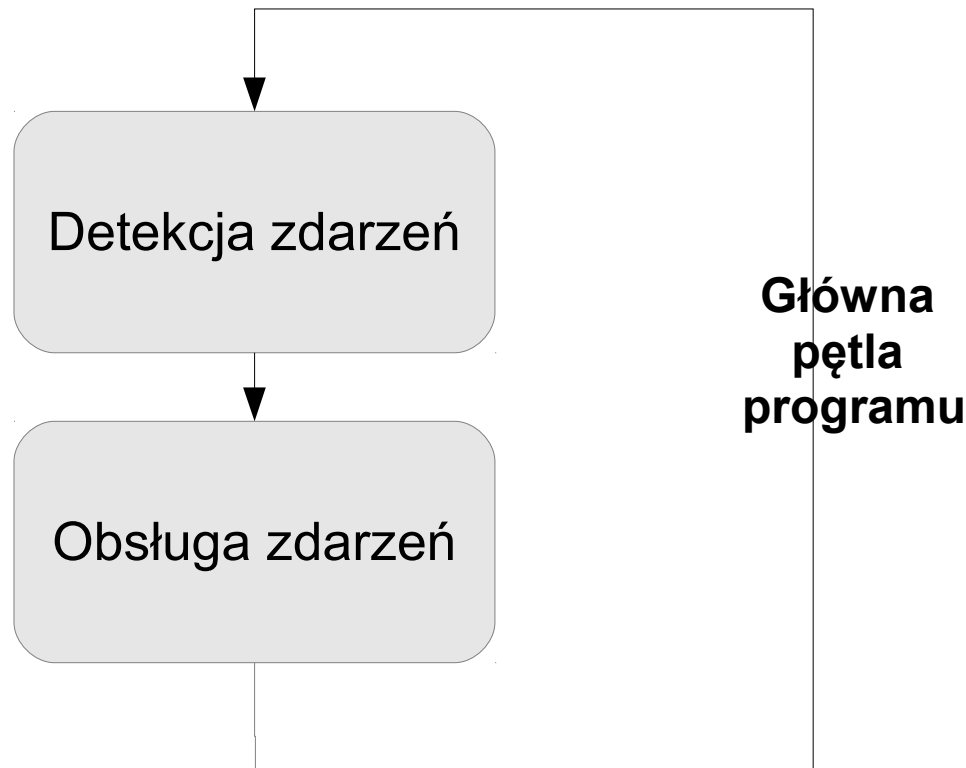 Detekcja zdarzeń
Główna
pętla
programu
Obsługa zdarzeń